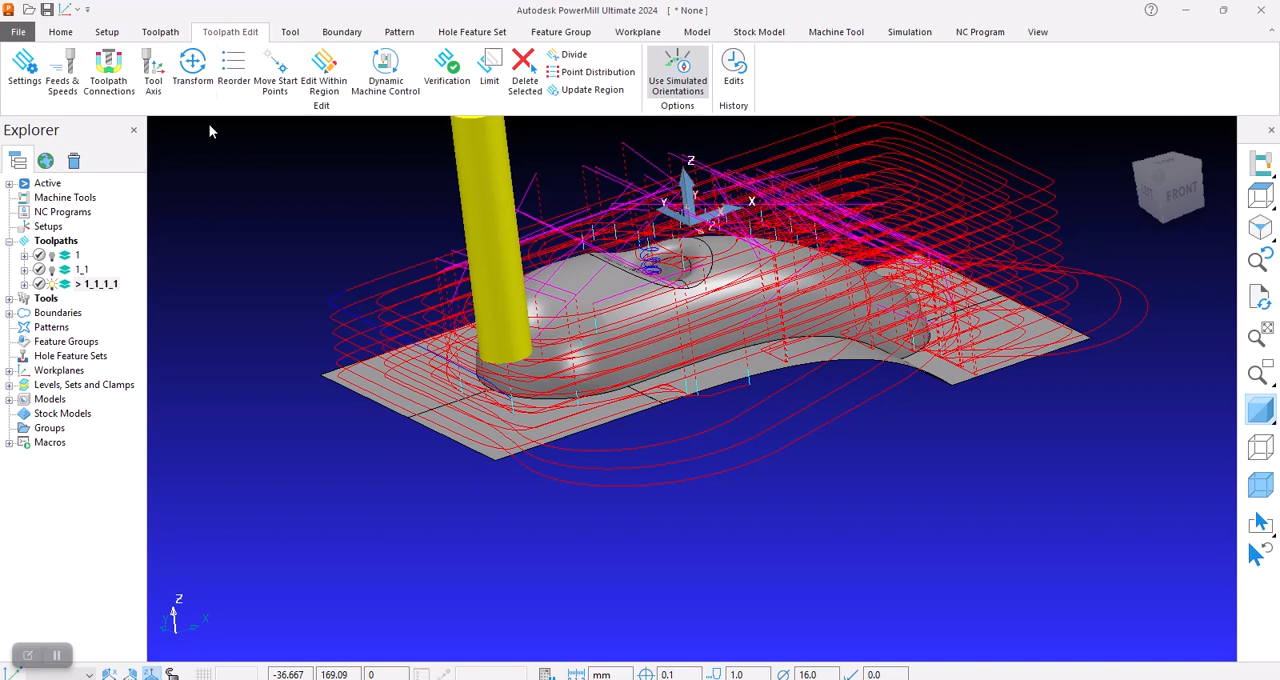 Autodesk PowerMill Ultimate 2024 [ * None ]
File Home Setup Toolpath Toolpath Edit Tool Boundary Pattern Hole Feature Set Feature Group Workplane Model Stock Model Machine Tool Simulation NC Program View
Settings
Feeds &
Speeds
Toolpath
Connections
Tool
Axis
Transform
Reorder
Move Start
Points
Edit Within
Region
Dynamic
Machine Control
Verification
Limit
Delete
Selected
Divide
Point Distribution
Update Region
Use Simulated
Orientations
Edits
Edit Options History
Explorer
Active
Machine Tools
NC Programs
Setups
Toolpaths
1
1_1
> 1_1_1_1
Tools
Boundaries
Patterns
Feature Groups
Hole Feature Sets
Workplanes
Levels, Sets and Clamps
Models
Stock Models
Groups
Macros
Z
Y
Y
X
X
Z
LEFT
FRONT
Z
Y
X
-36.667 169.09 0 mm 0.1 1.0 16.0 0.0